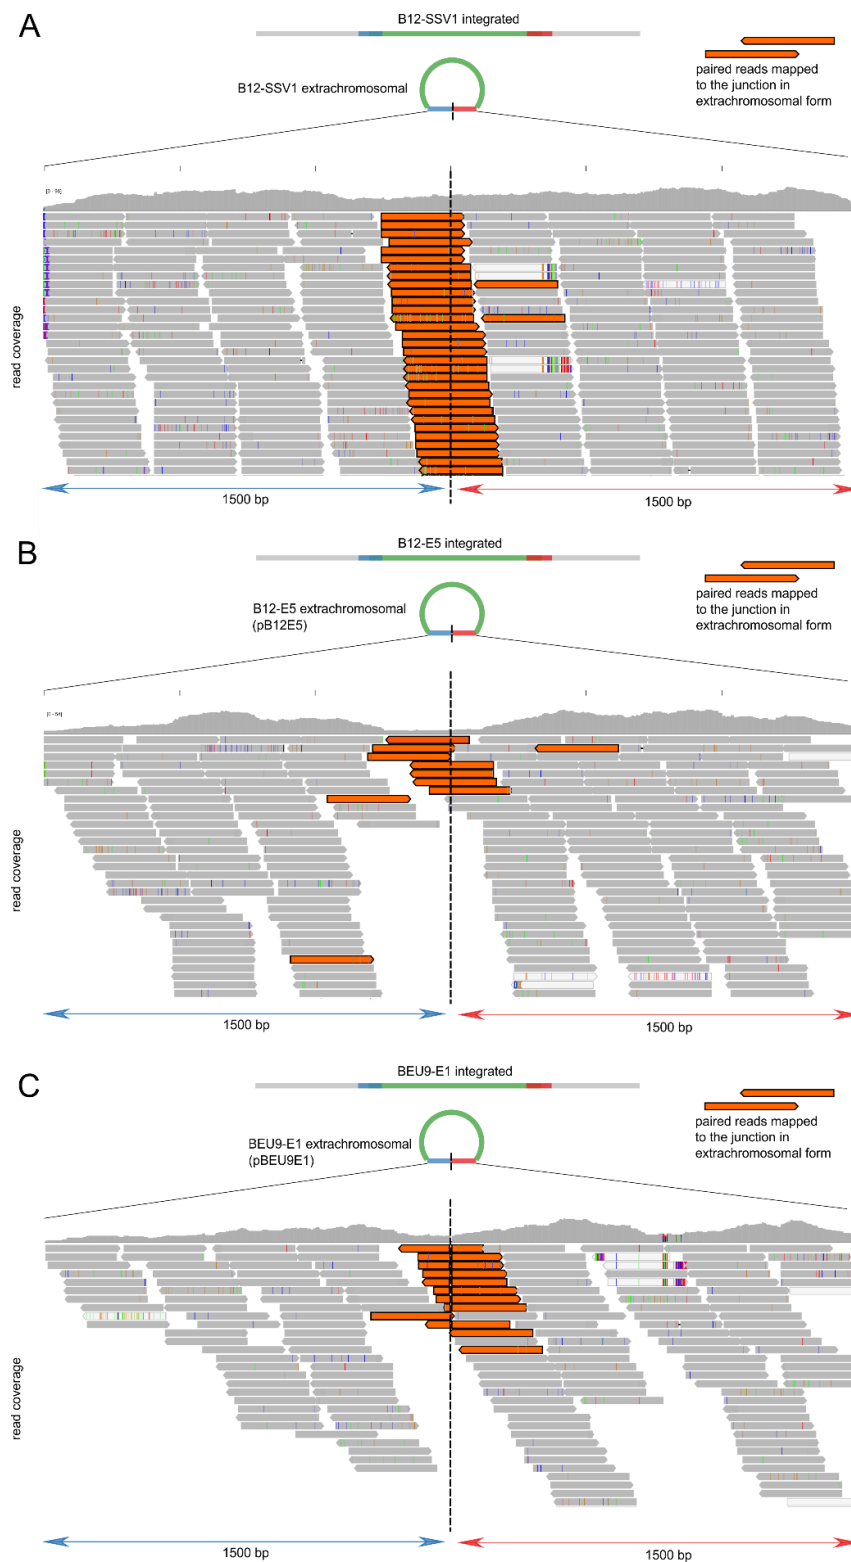 A
B12-SSV1 integrated
B12-SSV1 extrachromosomal
paired reads mapped
to the junction in
extrachromosomal form
read coverage
1500 bp
1500 bp
B
B12-E5 integrated
B12-E5 extrachromosomal
(pB12E5)
paired reads mapped
to the junction in
extrachromosomal form
read coverage
1500 bp
1500 bp
C
BEU9-E1 integrated
BEU9-E1 extrachromosomal
(pBEU9E1)
paired reads mapped
to the junction in
extrachromosomal form
read coverage
1500 bp
1500 bp